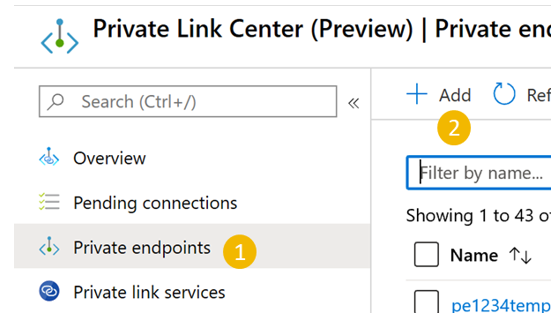 Private Link Center (Preview) | Private en
Search (Ctrl+/)
«
Overview
Pending connections
Private endpoints 1
Private link services
+ Add
Ref
2
Filter by name...
Showing 1 to 43 o
Name ↑↓
pe1234temp